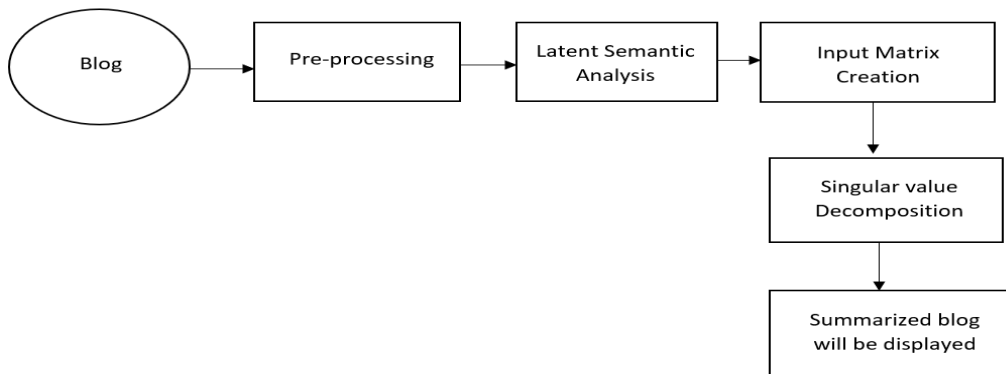 Blog
Pre-processing
Latent Semantic
Analysis
Input Matrix
Creation
Singular value
Decomposition
Summarized blog
will be displayed